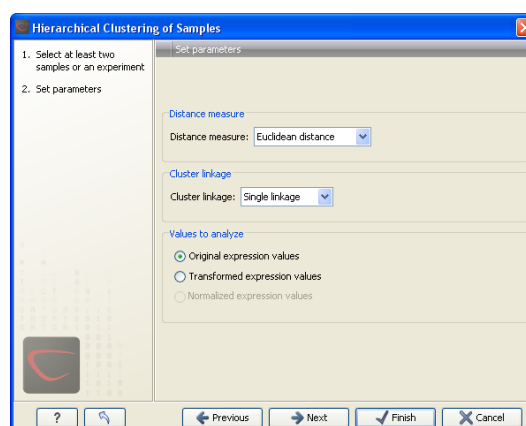 Hierarchical Clustering of Samples
1. Select at least two
samples or an experiment
2. Set parameters
Set parameters
Distance measure
Distance measure: Euclidean distance
Cluster linkage
Cluster linkage: Single linkage
Values to analyze
Original expression values
Transformed expression values
Normalized expression values
? Previous Next Finish Cancel